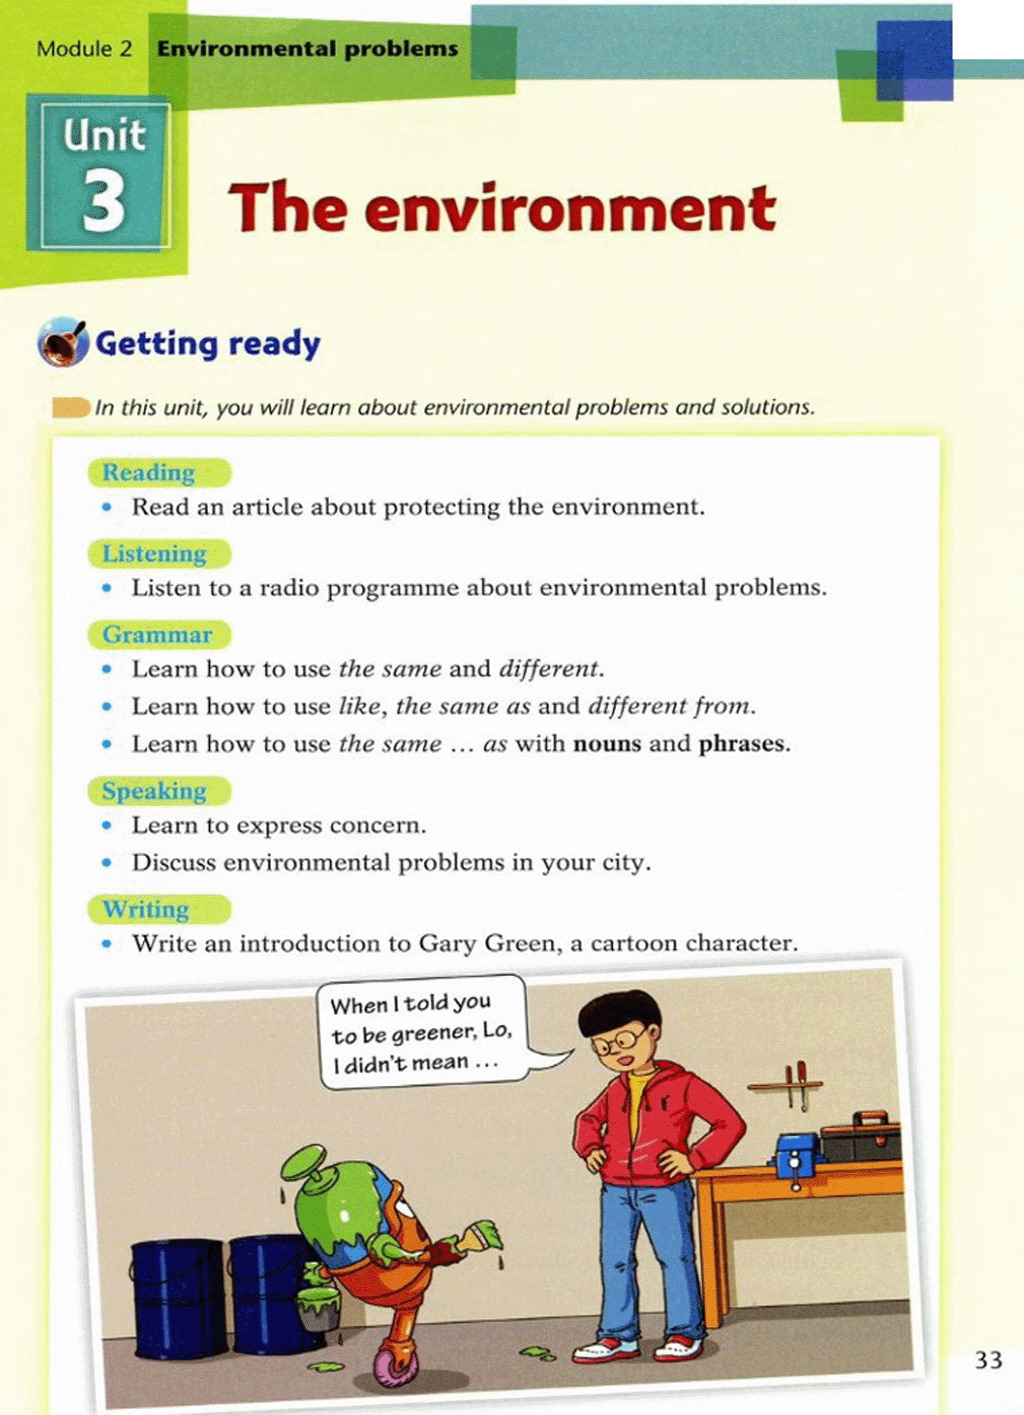 Module 2 Environmental problems
Unit
3
The environment
Getting ready
In this unit, you will learn about environmental problems and solutions.
Reading
• Read an article about protecting the environment.
Listening
• Listen to a radio programme about environmental problems.
Grammar
• Learn how to use the same and different.
• Learn how to use like, the same as and different from.
• Learn how to use the same ... as with nouns and phrases.
Speaking
• Learn to express concern.
• Discuss environmental problems in your city.
Writing
• Write an introduction to Gary Green, a cartoon character.
When I told you
to be greener, Lo,
I didn't mean ...
33